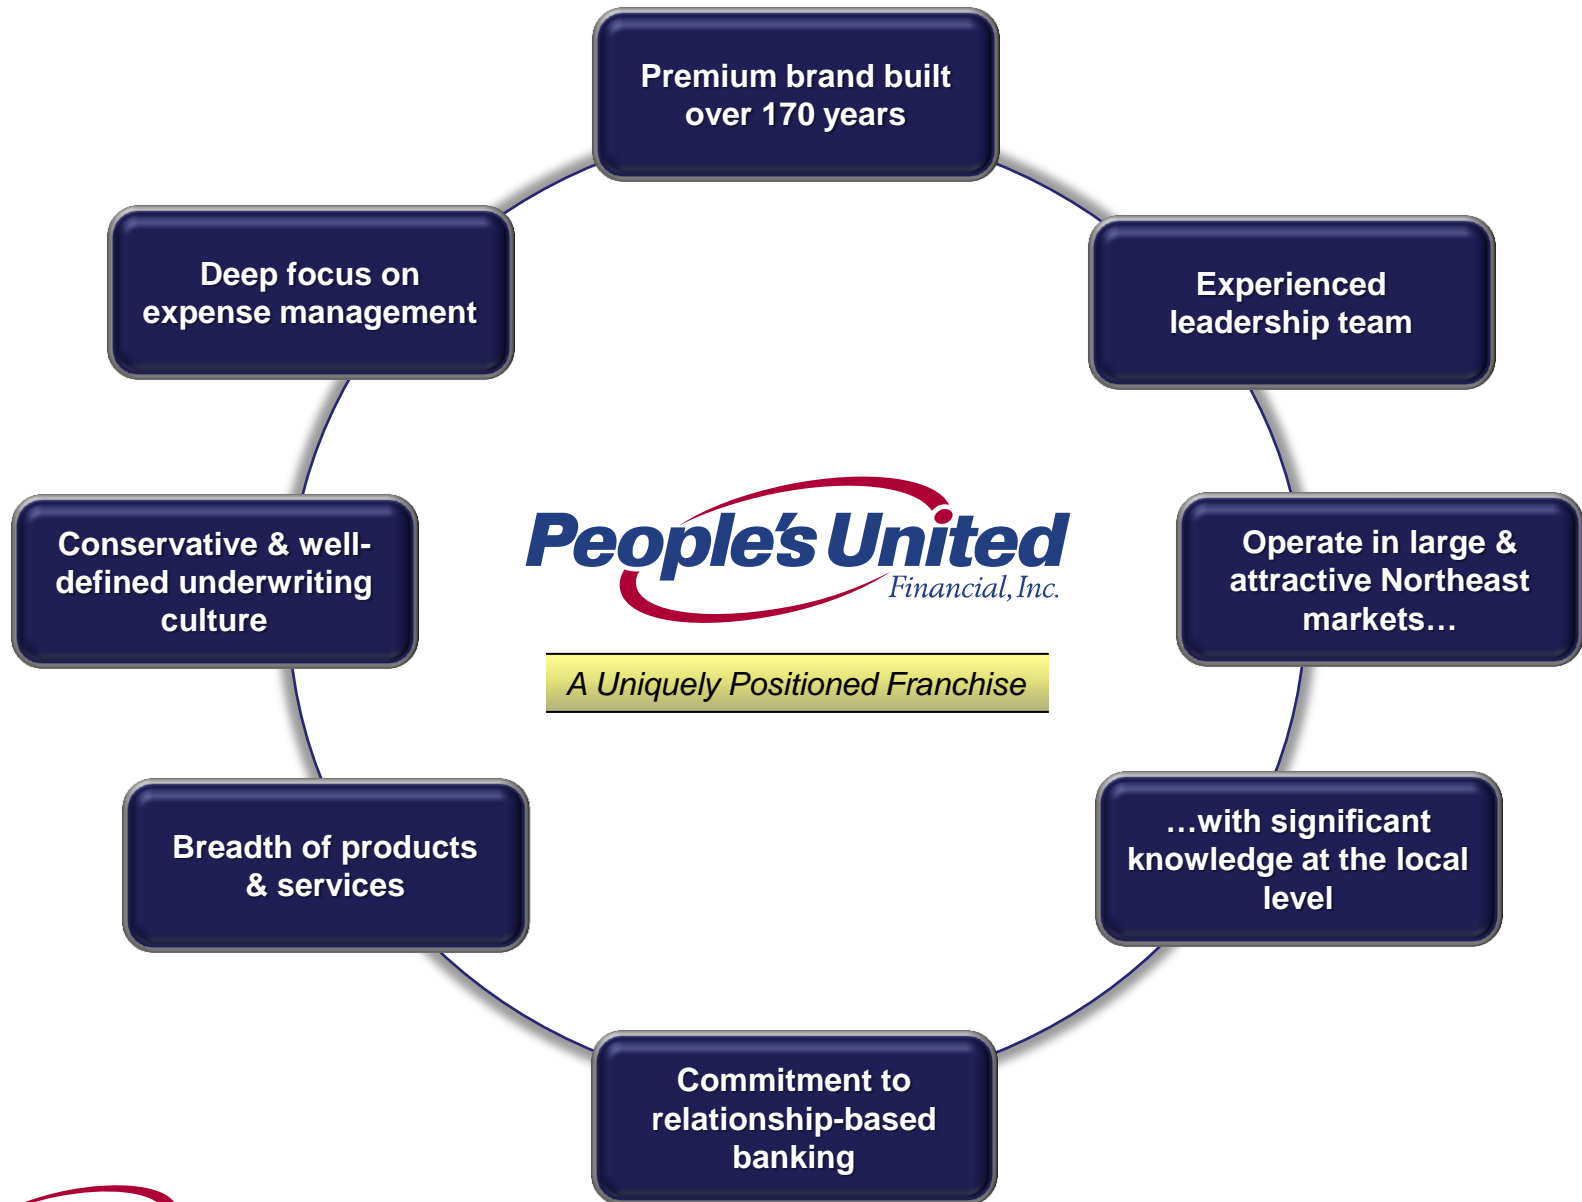 Premium brand built
over 170 years
Experienced
leadership team
Operate in large &
attractive Northeast
markets…
…with significant
knowledge at the local
level
Commitment to
relationship-based
banking
Breadth of products
& services
Conservative & well-
defined underwriting
culture
Deep focus on
expense management
People's United
Financial, Inc.
A Uniquely Positioned Franchise